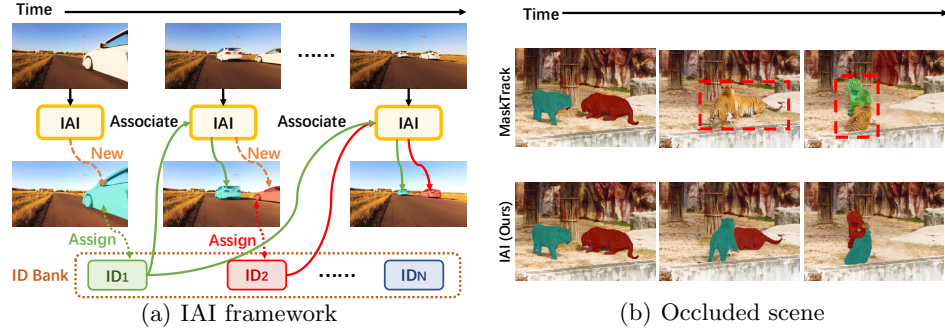 Time
......
IAI
Associate
IAI
Associate
IAI
New
New
Assign
Assign
ID Bank
ID1
ID2
......
IDN
(a) IAI framework
Time
MaskTrack
IAI (Ours)
(b) Occluded scene